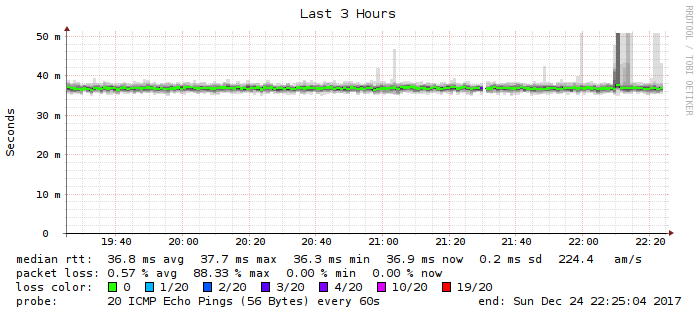 Last 3 Hours
RRDTOOL / TOBI OETIKER
Seconds
50 m
40 m
30 m
20 m
10 m
0
19:40 20:00 20:20 20:40 21:00 21:20 21:40 22:00 22:20
median rtt: 36.8 ms avg 37.7 ms max 36.3 ms min 36.9 ms now 0.2 ms sd 224.4 am/s
packet loss: 0.57 % avg 88.33 % max 0.00 % min 0.00 % now
loss color: 0 1/20 2/20 3/20 4/20 10/20 19/20
probe: 20 ICMP Echo Pings (56 Bytes) every 60s end: Sun Dec 24 22:25:04 2017